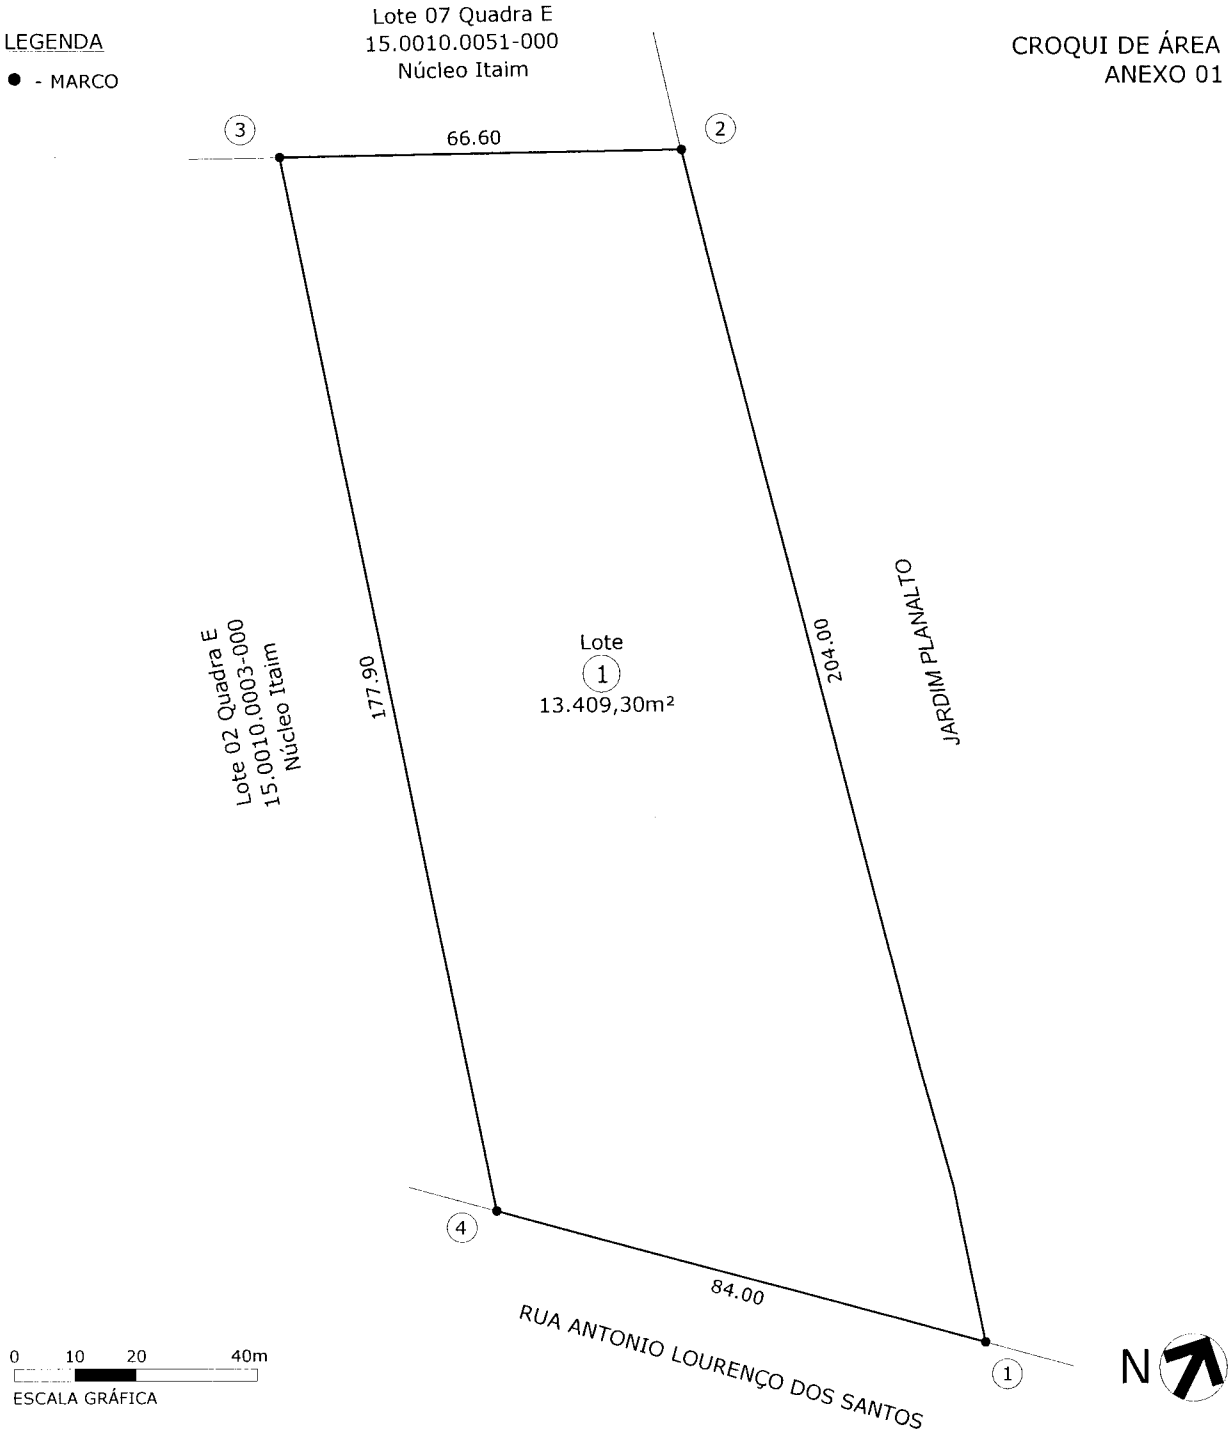 LEGENDA
- MARCO
Lote 07 Quadra E
15.0010.0051-000
Núcleo Itaim
CROQUI DE ÁREA
ANEXO 01
3
66.60
2
Lote 02 Quadra E
15.0010.0003-000
Núcleo Itaim
177.90
Lote
1
13.409,30m²
204.00
JARDIM PLANALTO
4
84.00
RUA ANTONIO LOURENÇO DOS SANTOS
1
0 10 20 40m
ESCALA GRÁFICA
N